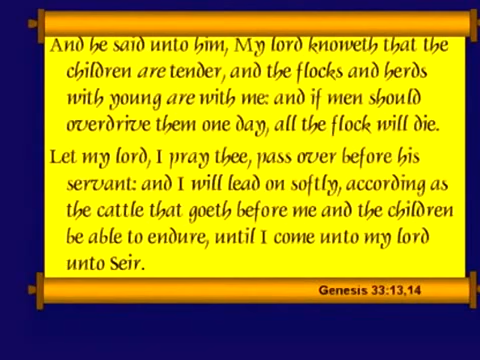 And he said unto him, My lord knoweth that the
children are tender, and the flocks and herds
with young are with me: and if men should
overdrive them one day, all the flock will die.
Let my lord, I pray thee, pass over before his
servant: and I will lead on softly, according as
the cattle that goeth before me and the children
be able to endure, until I come unto my lord
unto Seir.
Genesis 33:13,14